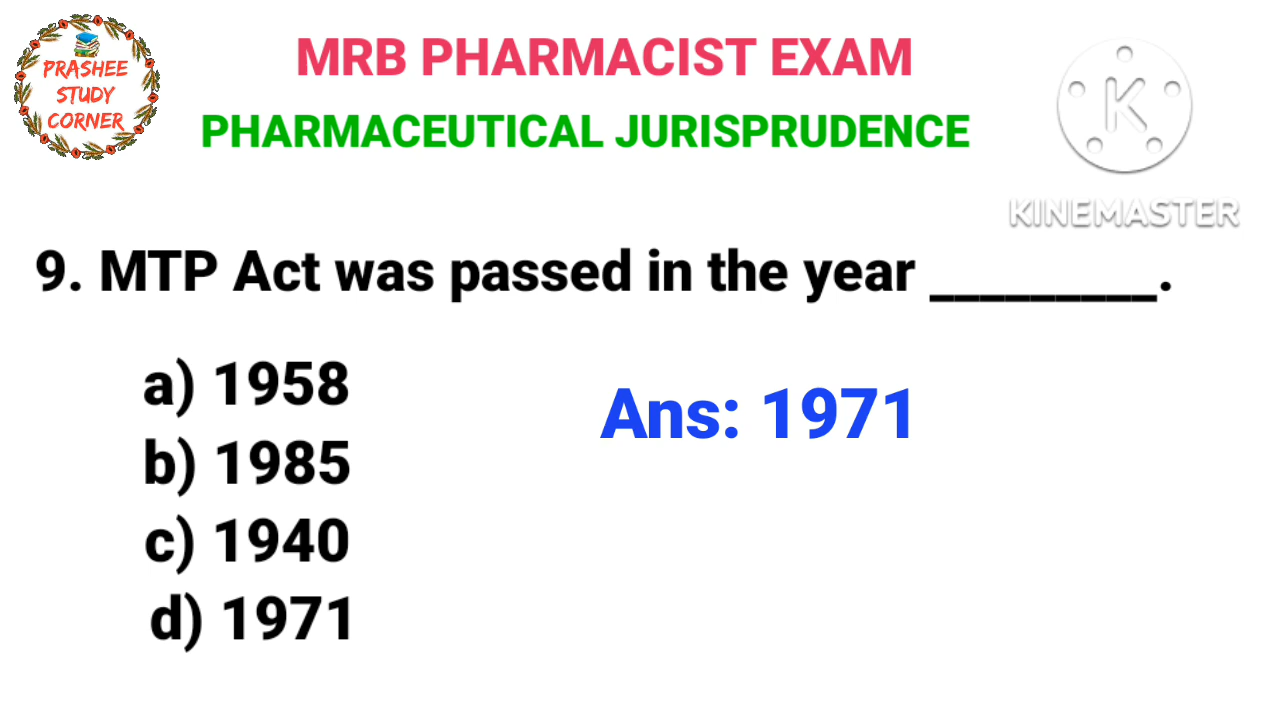 PRASHEE
STUDY
CORNER
MRB PHARMACIST EXAM
PHARMACEUTICAL JURISPRUDENCE
K
KINEMASTER
9. MTP Act was passed in the year _________.
a) 1958
b) 1985
c) 1940
d) 1971
Ans: 1971